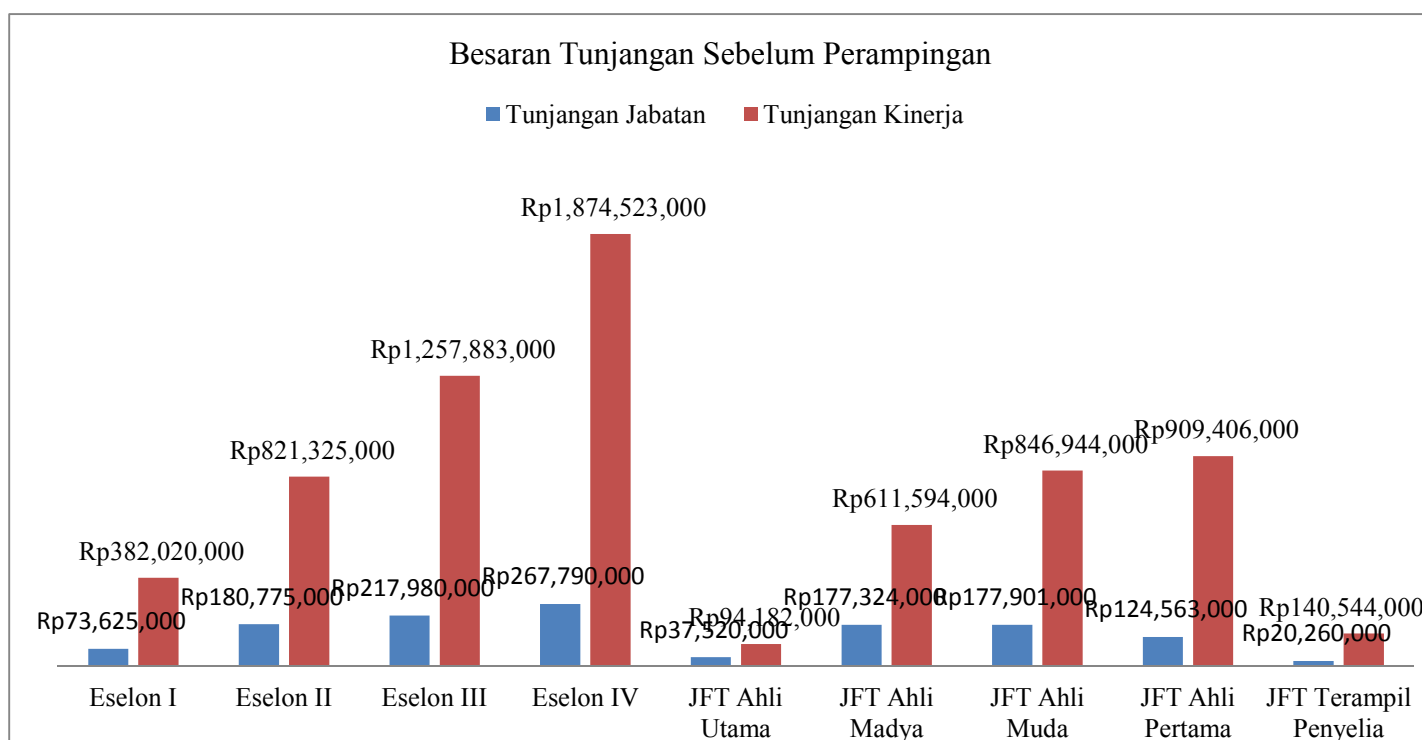 Besaran Tunjangan Sebelum Perampingan
Tunjangan Jabatan Tunjangan Kinerja
Rp1,874,523,000
Rp1,257,883,000
Rp821,325,000
Rp382,020,000
Rp73,625,000
Rp180,775,000
Rp217,980,000
Rp267,790,000
Rp94,182,000
Rp37,520,000
Rp611,594,000
Rp177,324,000
Rp846,944,000
Rp177,901,000
Rp909,406,000
Rp124,563,000
Rp140,544,000
Rp20,260,000
Eselon I
Eselon II
Eselon III
Eselon IV
JFT Ahli
Utama
JFT Ahli
Madya
JFT Ahli
Muda
JFT Ahli
Pertama
JFT Terampil
Penyelia